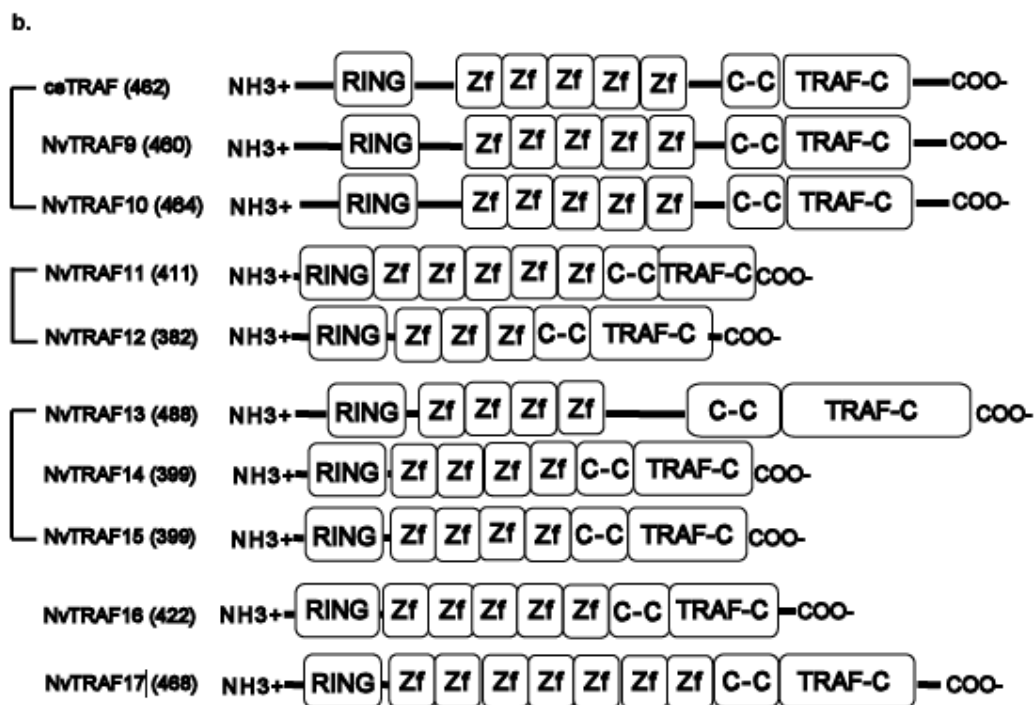 b.
ceTRAF (462) NH3+ RING Zf Zf Zf Zf Zf C-C TRAF-C COO-
NvTRAF9 (460) NH3+ RING Zf Zf Zf Zf Zf C-C TRAF-C COO-
NvTRAF10 (464) NH3+ RING Zf Zf Zf Zf Zf C-C TRAF-C COO-
NvTRAF11 (411) NH3+ RING Zf Zf Zf Zf Zf C-C TRAF-C COO-
NvTRAF12 (382) NH3+ RING Zf Zf Zf C-C TRAF-C COO-
NvTRAF13 (488) NH3+ RING Zf Zf Zf Zf C-C TRAF-C COO-
NvTRAF14 (399) NH3+ RING Zf Zf Zf Zf C-C TRAF-C COO-
NvTRAF15 (399) NH3+ RING Zf Zf Zf Zf C-C TRAF-C COO-
NvTRAF16 (422) NH3+ RING Zf Zf Zf Zf Zf C-C TRAF-C COO-
NvTRAF17 (468) NH3+ RING Zf Zf Zf Zf Zf Zf Zf C-C TRAF-C COO-